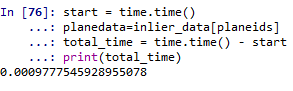 In [76]: start = time.time()
...: planedata=inlier_data[planeids]
...: total_time = time.time() - start
...: print(total_time)
0.0009777545928955078